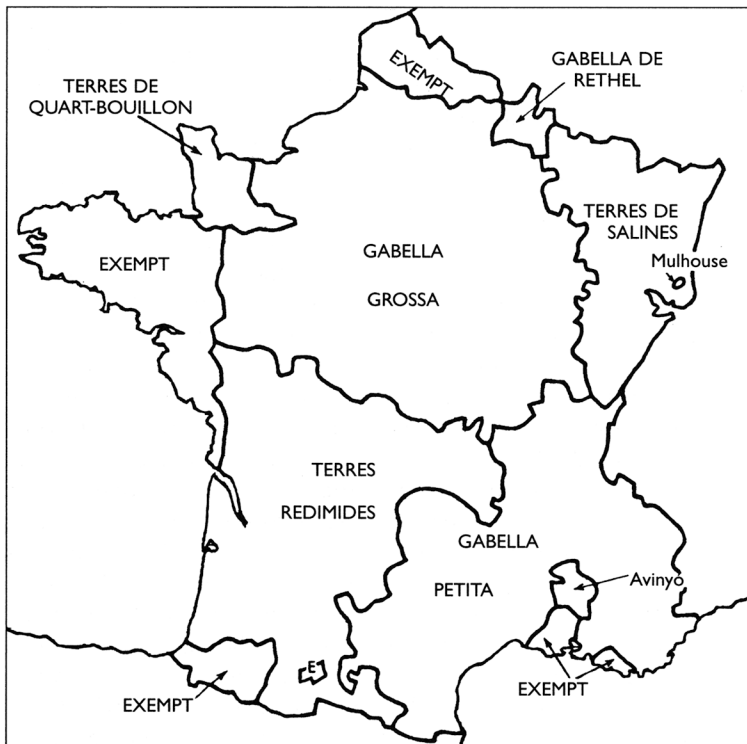 EXEMPT
GABELLA DE
RETHEL
TERRES DE
QUART-BOUILLON
TERRES DE
SALINES
Mulhouse
EXEMPT
GABELLA
GROSSA
TERRES
REDIMIDES
GABELLA
PETITA
Avinyó
E
EXEMPT
EXEMPT